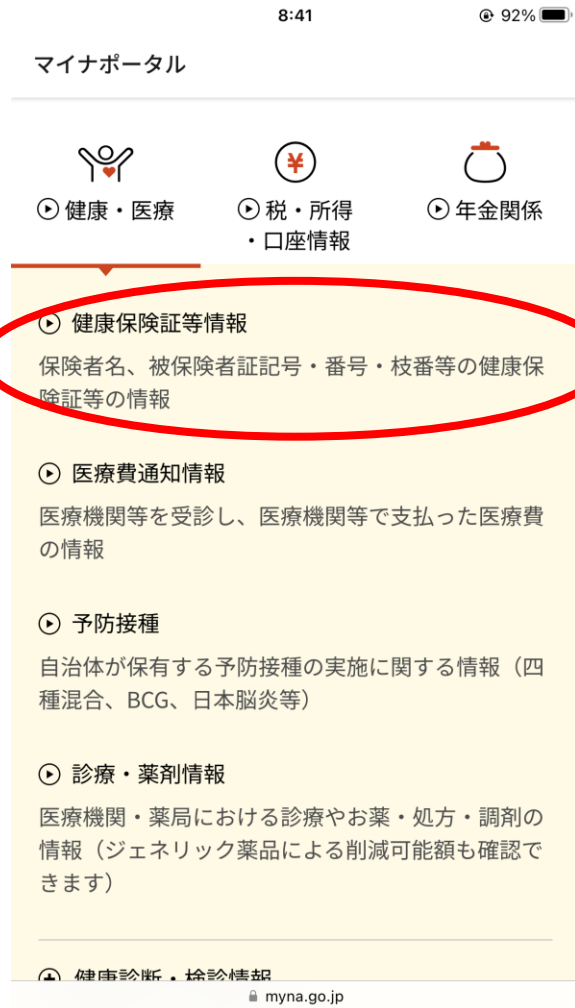 8:41
92%
マイナポータル
健康・医療
税・所得
・口座情報
年金関係
健康保険証等情報
保険者名、被保険者証記号・番号・枝番等の健康保
険証等の情報
医療費通知情報
医療機関等を受診し、医療機関等で支払った医療費
の情報
予防接種
自治体が保有する予防接種の実施に関する情報（四
種混合、BCG、日本脳炎等）
診療・薬剤情報
医療機関・薬局における診療やお薬・処方・調剤の
情報（ジェネリック薬品による削減可能額も確認で
きます）
健康診断・検診情報
myna.go.jp